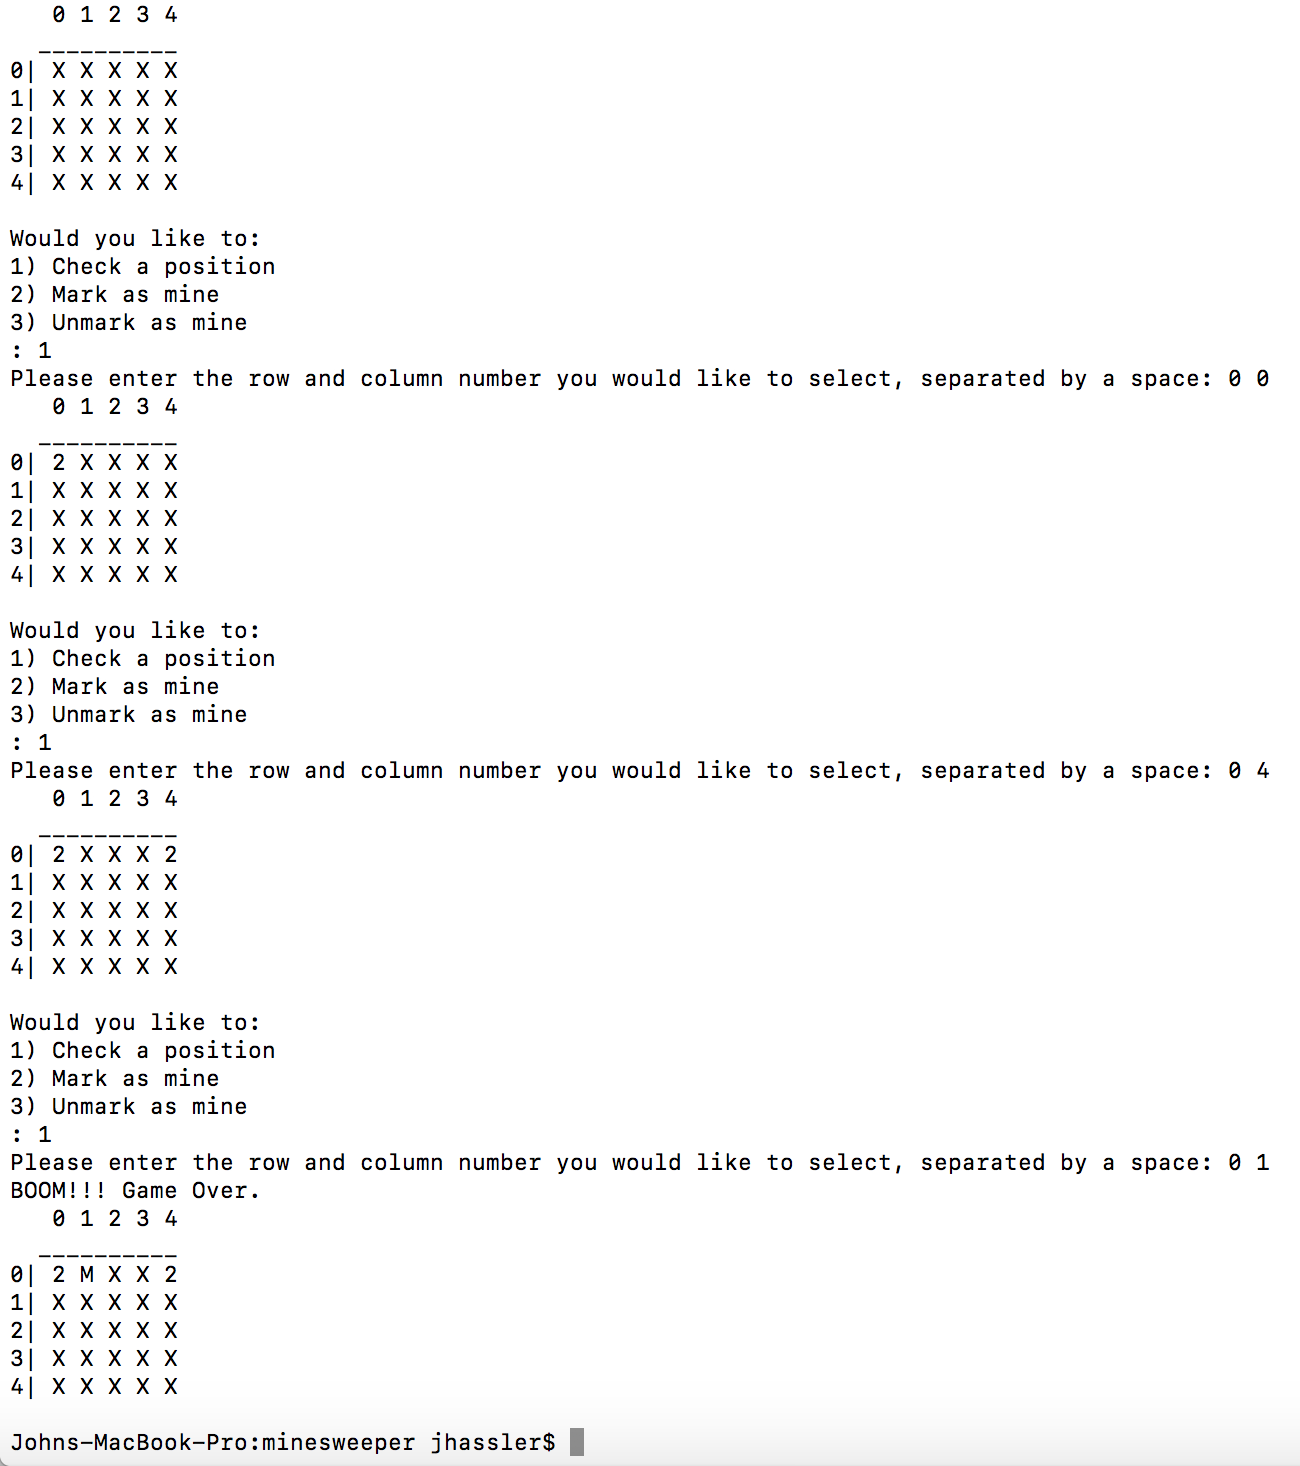 0 1 2 3 4
  __________
0| X X X X X
1| X X X X X
2| X X X X X
3| X X X X X
4| X X X X X

Would you like to:
1) Check a position
2) Mark as mine
3) Unmark as mine
: 1
Please enter the row and column number you would like to select, separated by a space: 0 0
   0 1 2 3 4
  __________
0| 2 X X X X
1| X X X X X
2| X X X X X
3| X X X X X
4| X X X X X

Would you like to:
1) Check a position
2) Mark as mine
3) Unmark as mine
: 1
Please enter the row and column number you would like to select, separated by a space: 0 4
   0 1 2 3 4
  __________
0| 2 X X X 2
1| X X X X X
2| X X X X X
3| X X X X X
4| X X X X X

Would you like to:
1) Check a position
2) Mark as mine
3) Unmark as mine
: 1
Please enter the row and column number you would like to select, separated by a space: 0 1
BOOM!!! Game Over.
   0 1 2 3 4
  __________
0| 2 M X X 2
1| X X X X X
2| X X X X X
3| X X X X X
4| X X X X X

Johns-MacBook-Pro:minesweeper jhassler$